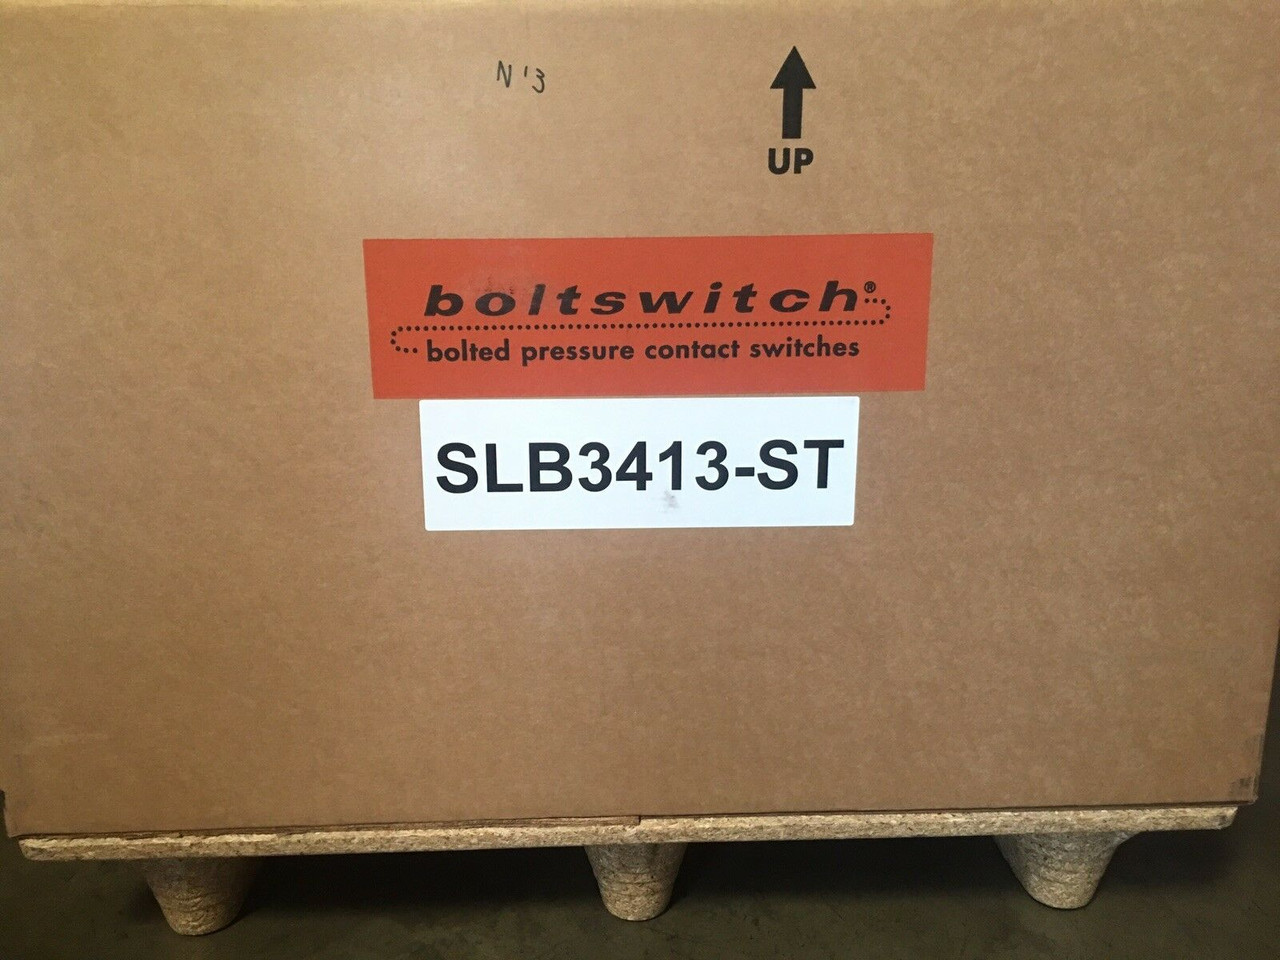 N'3
UP
boltswitch®
bolted pressure contact switches
SLB3413-ST